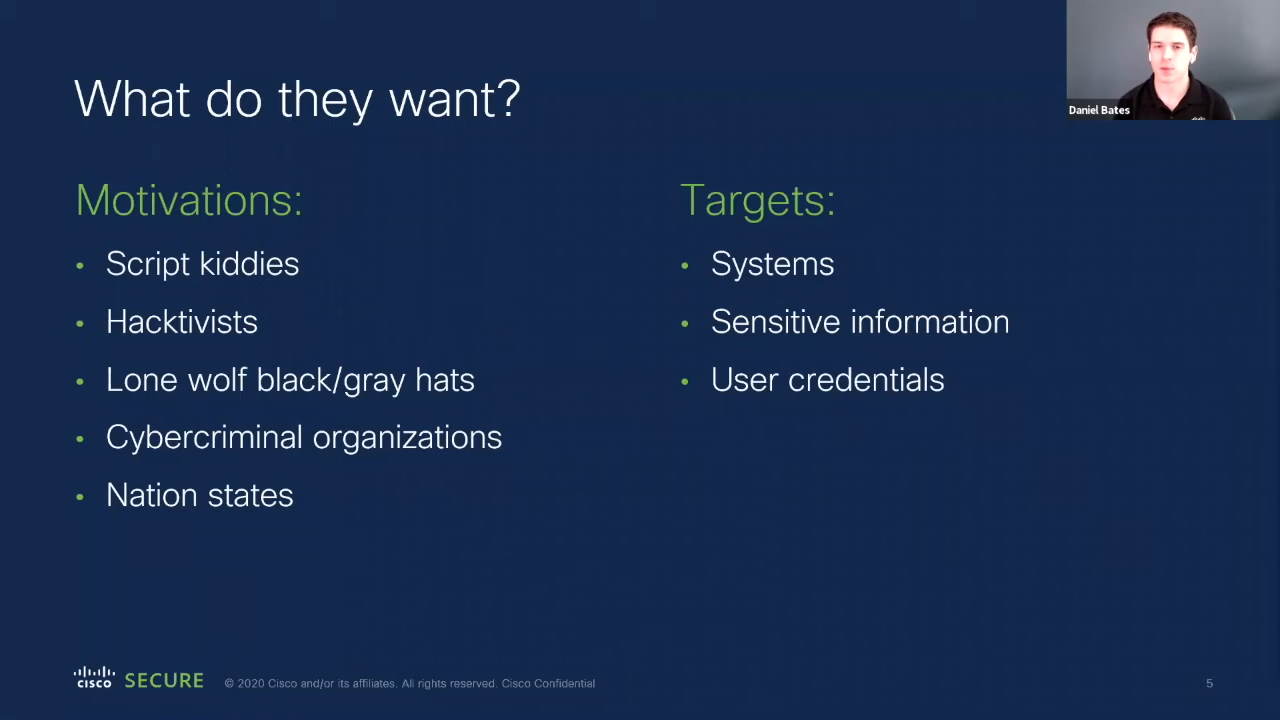 What do they want?
Daniel Bates
Motivations:
• Script kiddies
• Hacktivists
• Lone wolf black/gray hats
• Cybercriminal organizations
• Nation states
Targets:
• Systems
• Sensitive information
• User credentials
CISCO SECURE © 2020 Cisco and/or its affiliates. All rights reserved. Cisco Confidential 5